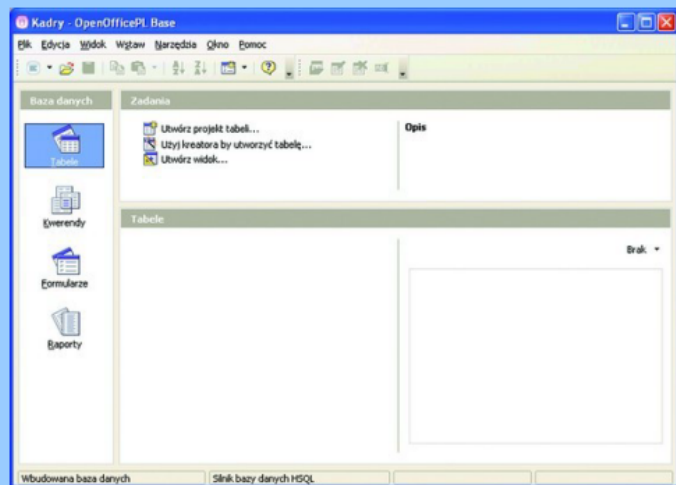 Kadry - OpenOfficePL Base
Plik Edycja Widok Wstaw Narzędzia Okno Pomoc
Baza danych
Tabele
Kwerendy
Formularze
Raporty
Zadania
Utwórz projekt tabeli...
Użyj kreatora by utworzyć tabelę...
Utwórz widok...
Opis
Tabele
Brak
Wbudowana baza danych
Silnik bazy danych HSQL